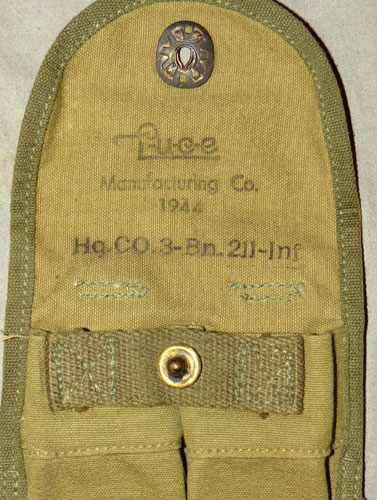 Luce
Manufacturing Co.
1944
Hq.CO.3-Bn.211-Inf